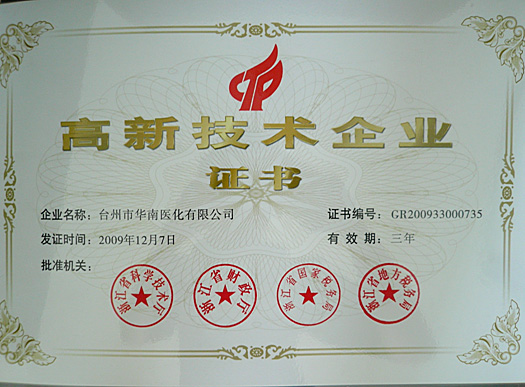 高新技术企业
证书
企业名称：台州市华南医化有限公司
证书编号：GR200933000735
发证时间：2009年12月7日
有效期：三年
批准机关：
浙江省科学技术厅
浙江省财政厅
浙江省国家税务局
浙江省地方税务局